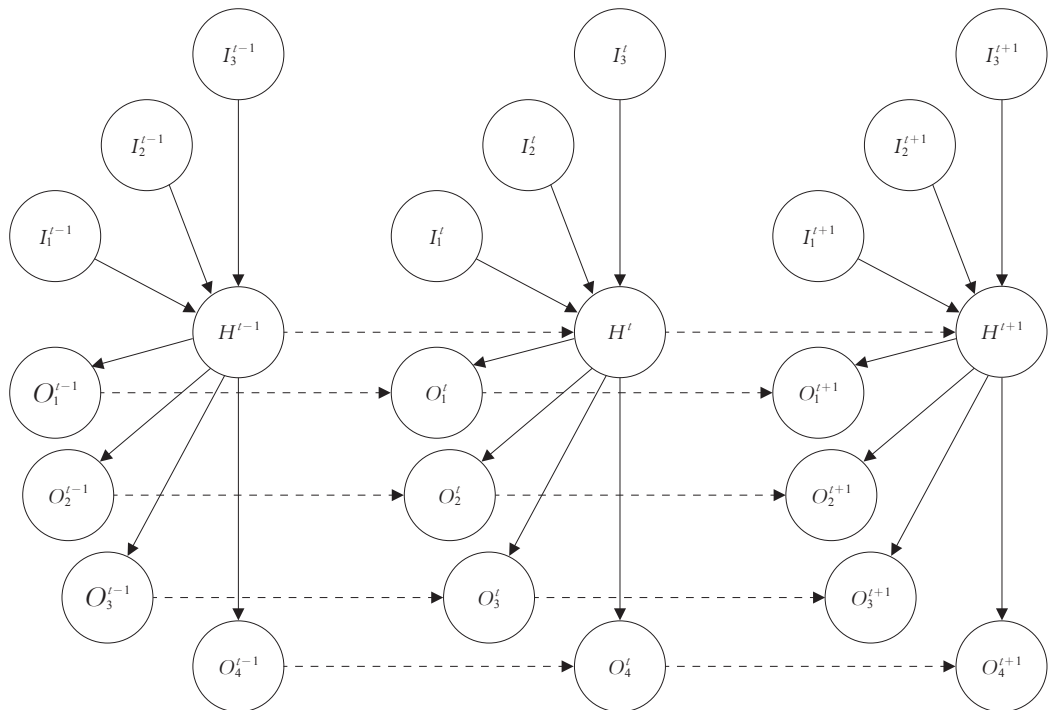 I_3^{t−1} I_3^t I_3^{t+1}
I_2^{t−1} I_2^t I_2^{t+1}
I_1^{t−1} I_1^t I_1^{t+1}
H^{t−1} H^t H^{t+1}
O_1^{t−1} O_1^t O_1^{t+1}
O_2^{t−1} O_2^t O_2^{t+1}
O_3^{t−1} O_3^t O_3^{t+1}
O_4^{t−1} O_4^t O_4^{t+1}